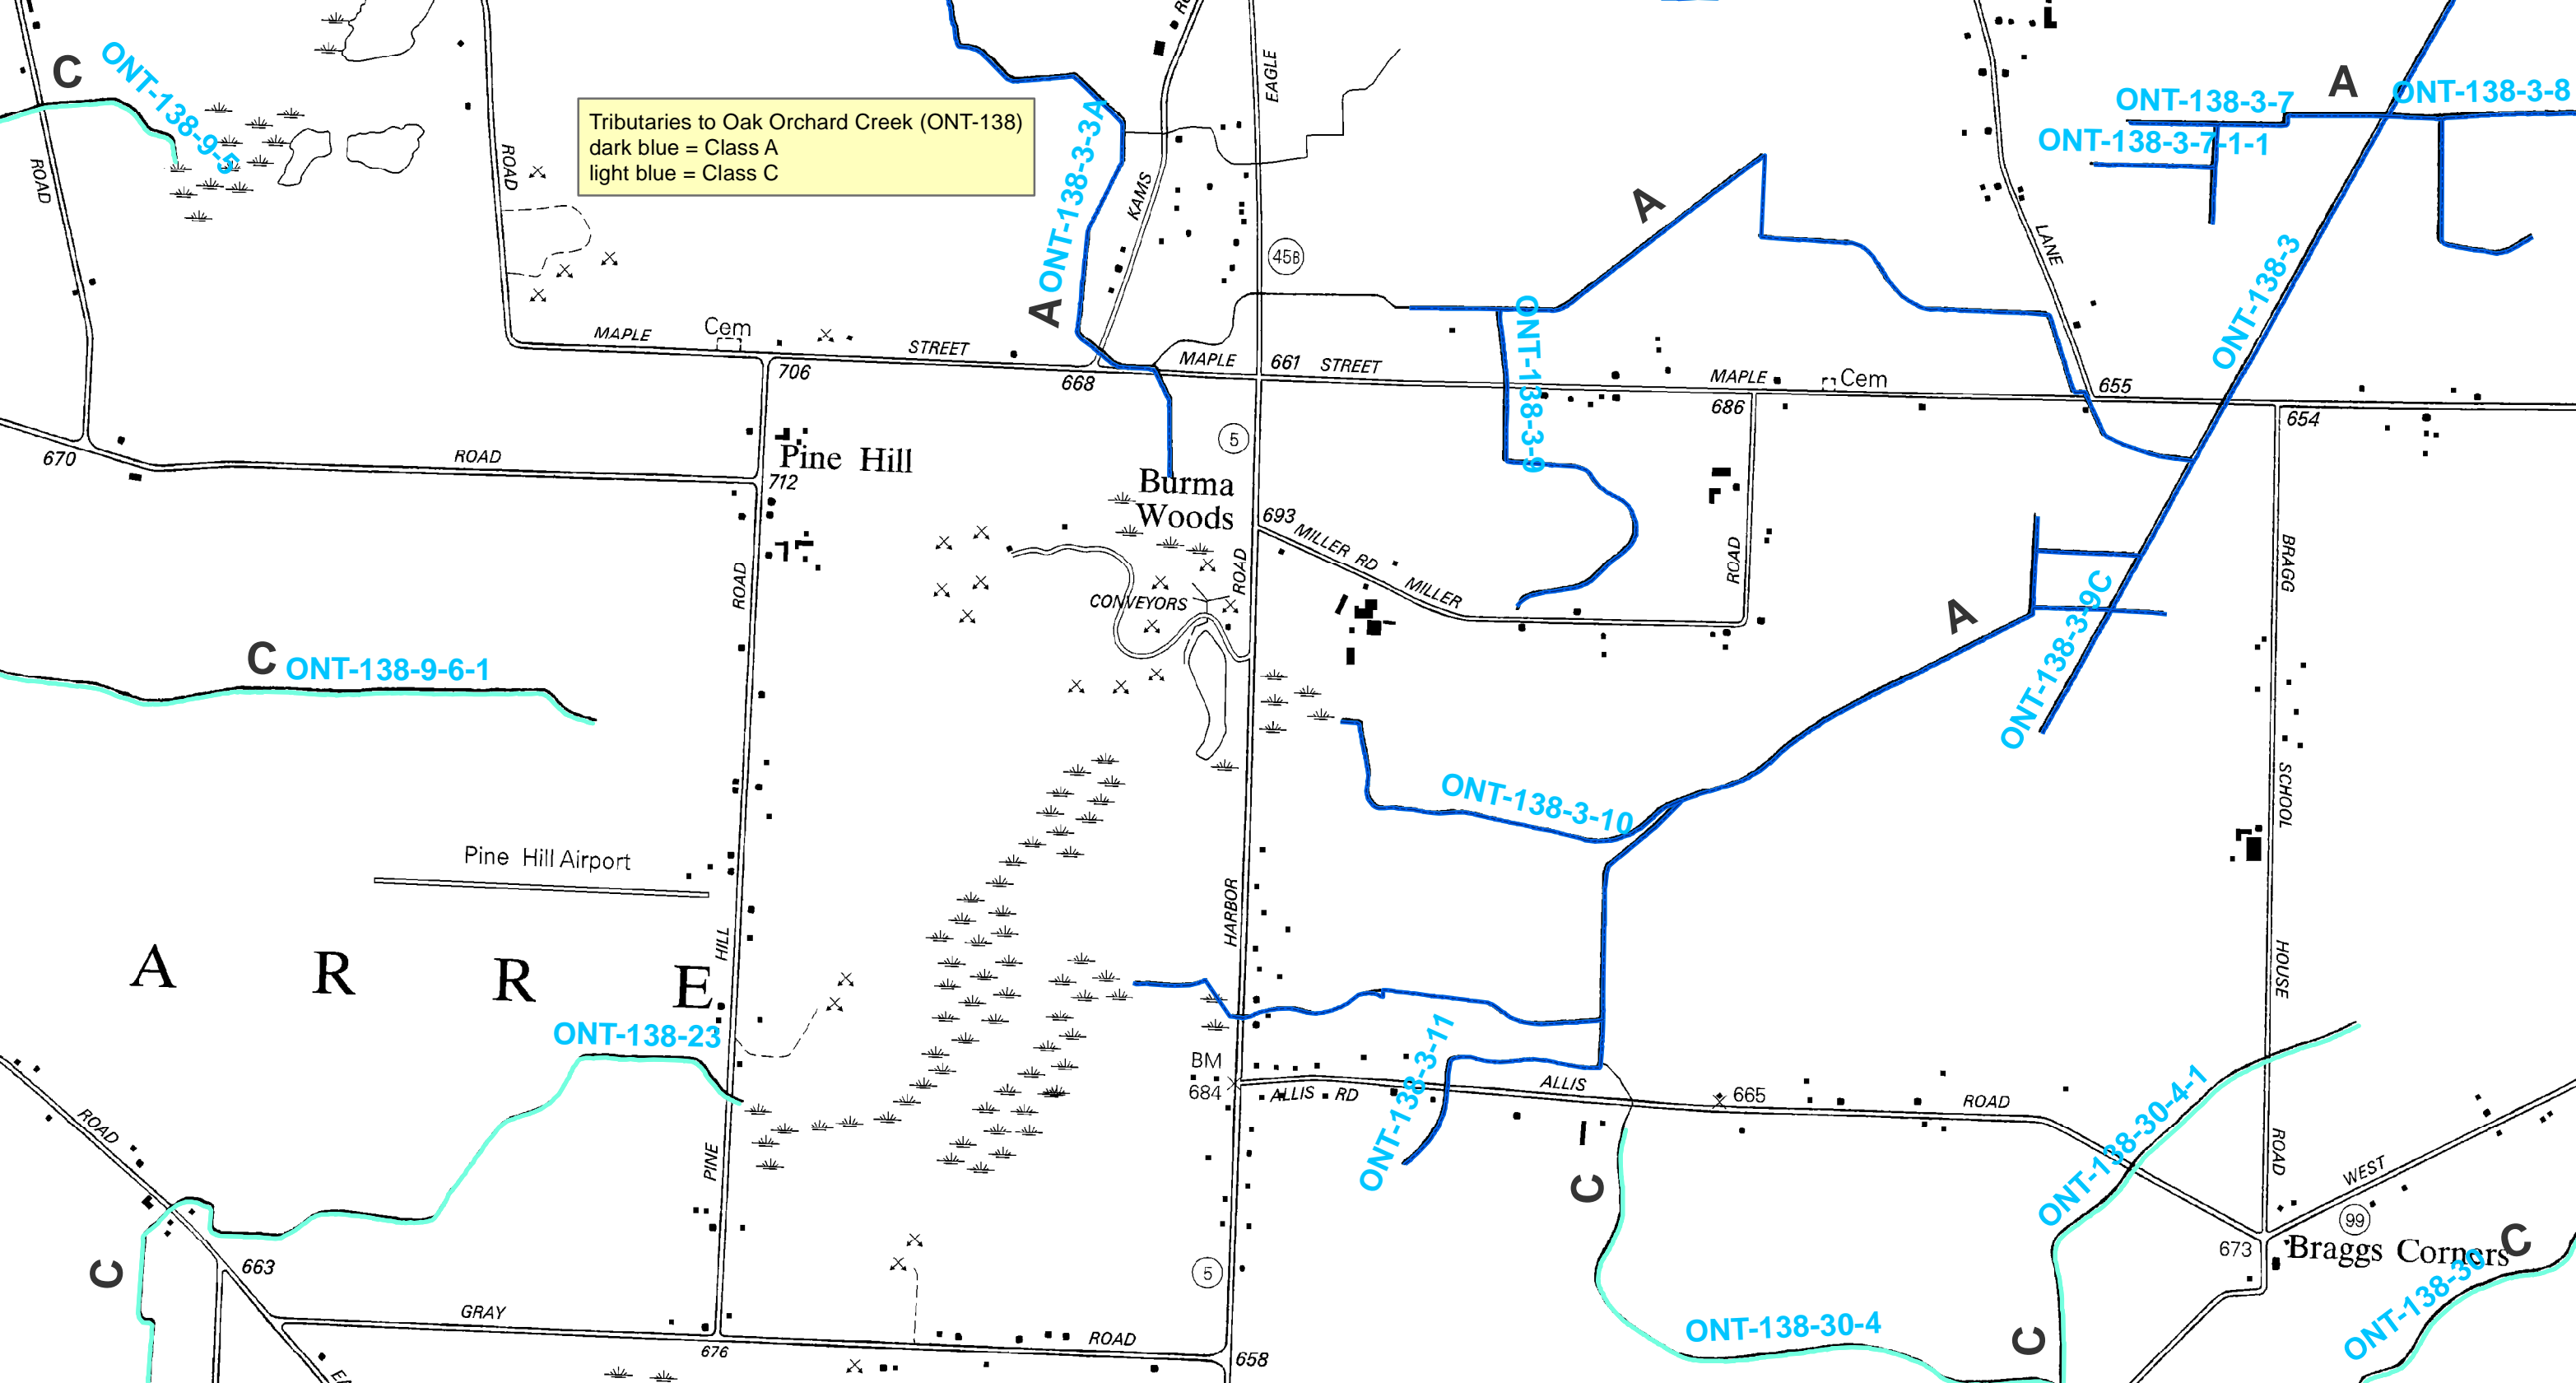 C
ONT-138-9-5
ROAD
ROAD
Tributaries to Oak Orchard Creek (ONT-138)
dark blue = Class A
light blue = Class C
ONT-138-3-3A
A
KAMS
EAGLE
45B
A
LANE
ONT-138-3-7
A
ONT-138-3-8
ONT-138-3-7-1-1
ONT-138-3
MAPLE
Cem
STREET
706
668
MAPLE
661
STREET
ONT-138-3-9
MAPLE
Cem
686
655
654
670
ROAD
Pine Hill
712
5
Burma
Woods
693
MILLER RD
MILLER
ROAD
ROAD
ROAD
CONVEYORS
BRAGG
A
ONT-138-3-9C
C
ONT-138-9-6-1
ONT-138-3-10
SCHOOL
Pine Hill Airport
HARBOR
HILL
HOUSE
A R R E
ONT-138-23
ONT-138-3-11
BM
684
ALLIS RD
ALLIS
665
ROAD
ONT-138-30-4-1
ROAD
PINE
C
ROAD
WEST
99
673
Braggs Corners
C
ONT-138-30
C
663
5
GRAY
ROAD
676
658
ONT-138-30-4
C